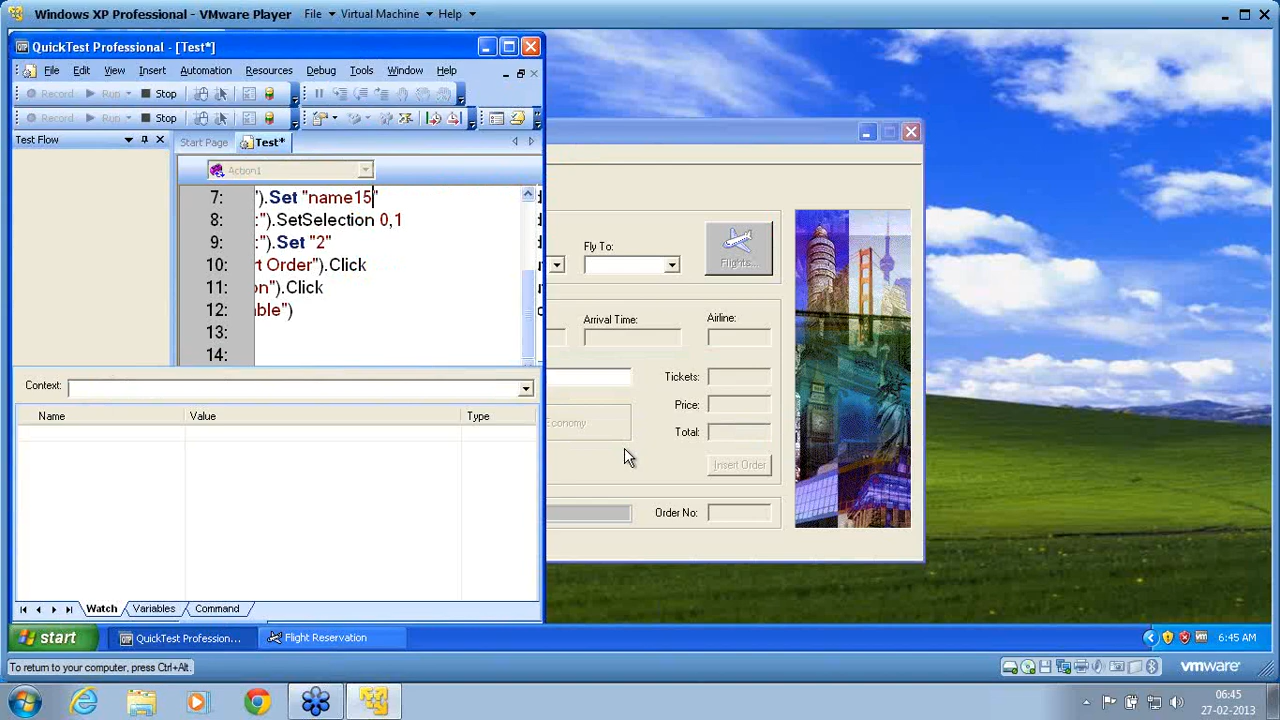 Windows XP Professional - VMware Player File Virtual Machine Help
QuickTest Professional - [Test*]
File Edit View Insert Automation Resources Debug Tools Window Help
Record Run Stop
Record Run Stop
Test Flow
Start Page Test*
Action1
7: ").Set "name15"
8: :").SetSelection 0,1
9: :").Set "2"
10: rt Order").Click
11: on").Click
12: able")
13:
14:
Fly To:
Flights...
Arrival Time: Airline:
Tickets:
Price:
Economy
Total:
Insert Order
Order No:
Context:
Name Value Type
Watch Variables Command
start QuickTest Profession... Flight Reservation 6:45 AM
To return to your computer, press Ctrl+Alt. vmware
06:45
27-02-2013